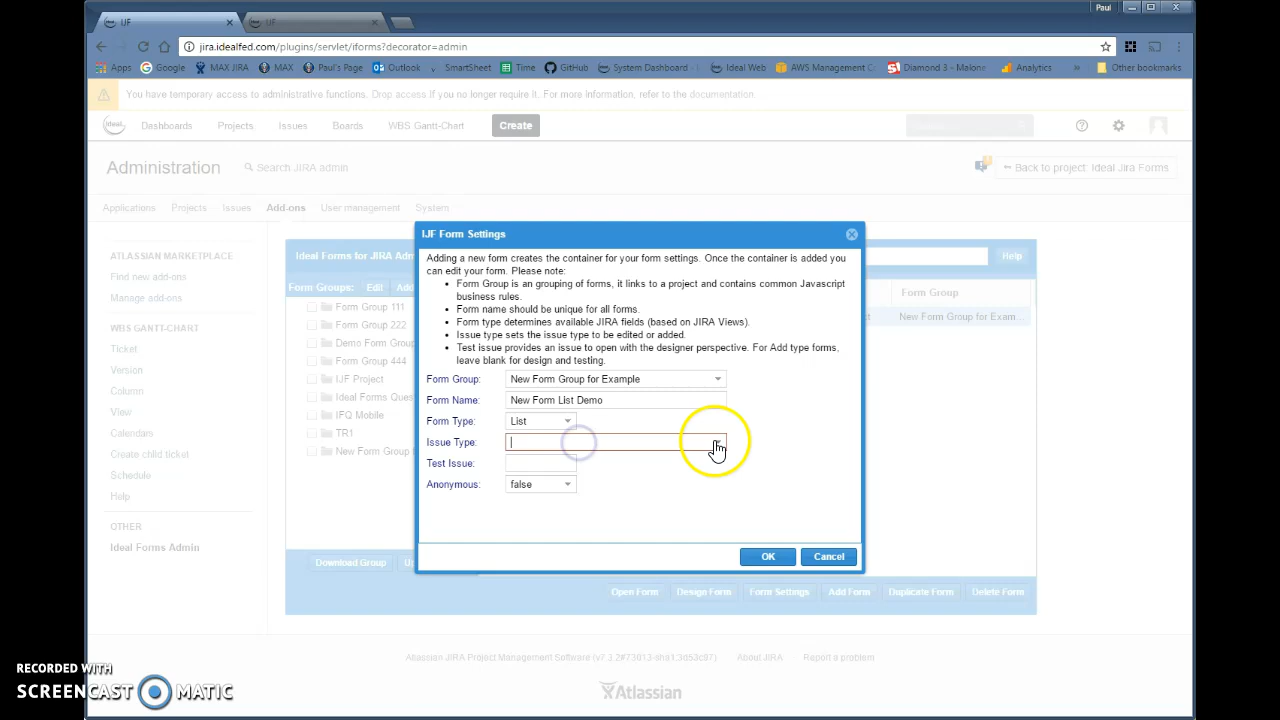 Paul
IJF
IJF
jira.idealfed.com/plugins/servlet/iforms?decorator=admin
Apps
Google
MAX JIRA
MAX
Paul's Page
Outlook
SmartSheet
Time
GitHub
System Dashboard
Ideal Web
AWS Management Co
Diamond 3 - Malone
Analytics
»
Other bookmarks
You have temporary access to administrative functions. Drop access if you no longer require it. For more information, refer to the documentation
Ideal
Dashboards
Projects
Issues
Boards
WBS Gantt-Chart
Create
Administration
Search JIRA admin
Back to project: Ideal Jira Forms
Applications
Projects
Issues
Add-ons
User management
System
ATLASSIAN MARKETPLACE
Find new add-ons
Manage add-ons
WBS GANTT-CHART
Ticket
Version
Column
View
Calendars
Create child ticket
Schedule
Help
OTHER
Ideal Forms Admin
Ideal Forms for JIRA Adm
Help
Form Groups:
Edit
Add
Form Group
Form Group 111
New Form Group for Exam...
Form Group 222
Demo Form Group
Form Group 444
IJF Project
Ideal Forms Ques
IFQ Mobile
TR1
New Form Group
IJF Form Settings
Adding a new form creates the container for your form settings. Once the container is added you
can edit your form. Please note:
• Form Group is an grouping of forms, it links to a project and contains common Javascript
business rules.
• Form name should be unique for all forms.
• Form type determines available JIRA fields (based on JIRA Views).
• Issue type sets the issue type to be edited or added.
• Test issue provides an issue to open with the designer perspective. For Add type forms,
leave blank for design and testing.
Form Group: New Form Group for Example
Form Name: New Form List Demo
Form Type: List
Issue Type:
Test Issue:
Anonymous: false
OK
Cancel
Download Group
Open Form
Design Form
Form Settings
Add Form
Duplicate Form
Delete Form
Atlassian JIRA Project Management Software
About JIRA
Report a problem
Atlassian
RECORDED WITH
SCREENCAST MATIC